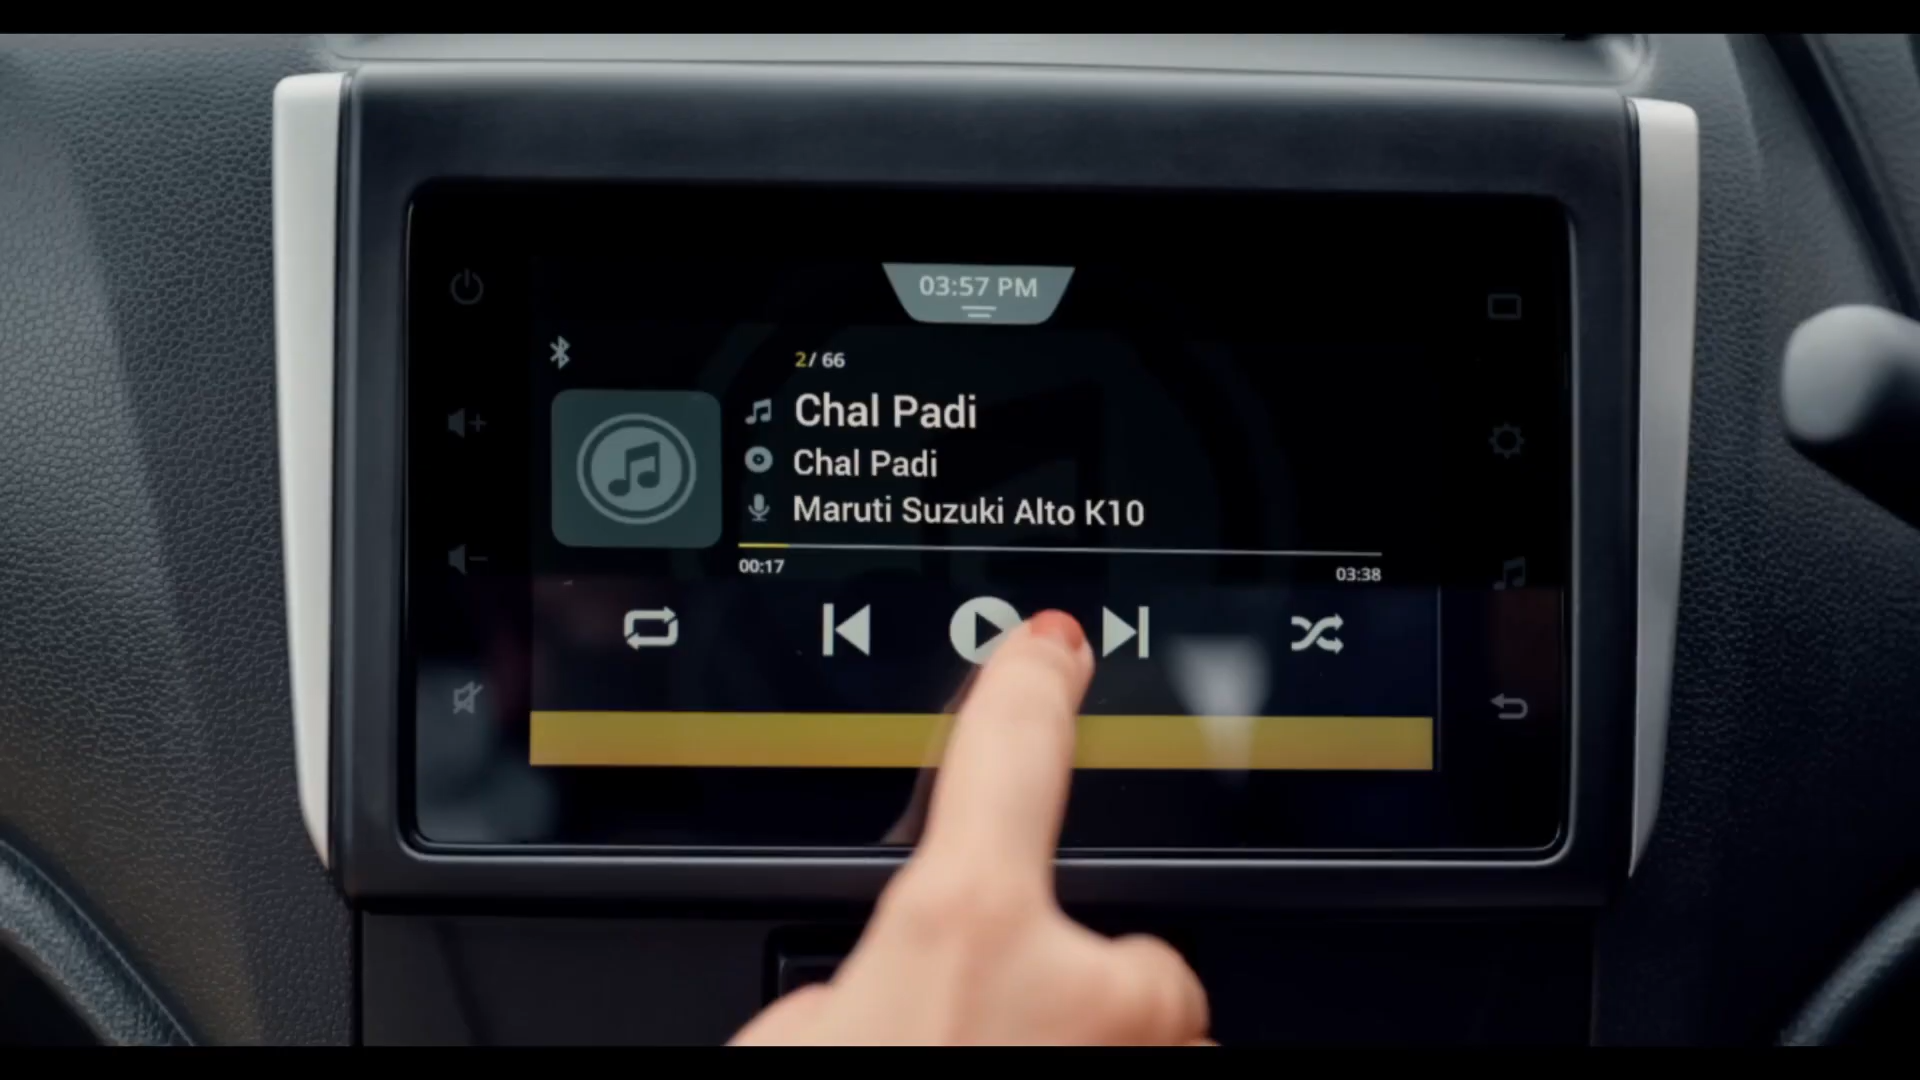 03:57 PM
2/ 66
Chal Padi
Chal Padi
Maruti Suzuki Alto K10
00:17
03:38